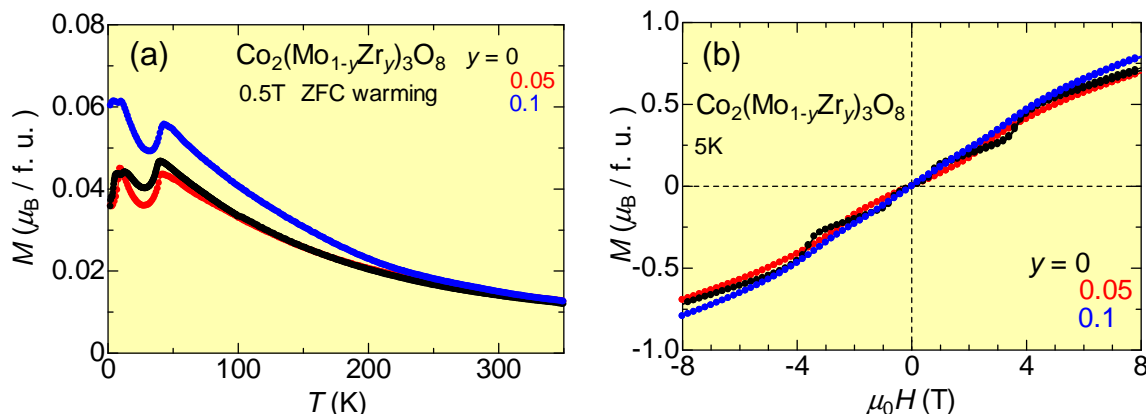 (a) Co₂(Mo₁₋yZry)₃O₈ y = 0
0.05
0.5T ZFC warming
0.1
0.08
0.06
0.04
0.02
0
M (μB / f. u.)
0 100 200 300
T (K)
(b)
Co₂(Mo₁₋yZry)₃O₈
5K
y = 0
0.05
0.1
1.0
0.5
0
-0.5
-1.0
M (μB / f. u.)
-8 -4 0 4 8
μ₀H (T)